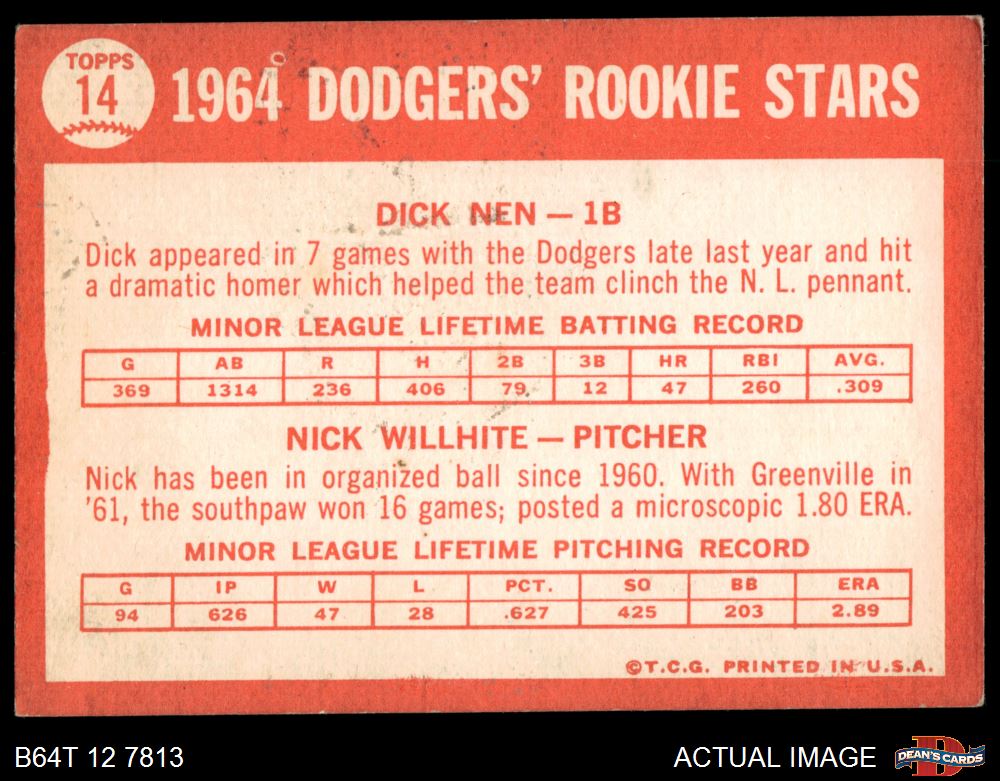 TOPPS
14
1964 DODGERS' ROOKIE STARS
DICK NEN — 1B
Dick appeared in 7 games with the Dodgers late last year and hit
a dramatic homer which helped the team clinch the N. L. pennant.
MINOR LEAGUE LIFETIME BATTING RECORD
G AB R H 2B 3B HR RBI AVG.
369 1314 236 406 79 12 47 260 .309
NICK WILLHITE — PITCHER
Nick has been in organized ball since 1960. With Greenville in
'61, the southpaw won 16 games; posted a microscopic 1.80 ERA.
MINOR LEAGUE LIFETIME PITCHING RECORD
G IP W L PCT. SO BB ERA
94 626 47 28 .627 425 203 2.89
©T.C.G. PRINTED IN U.S.A.
B64T 12 7813
ACTUAL IMAGE
D
DEAN'S CARDS